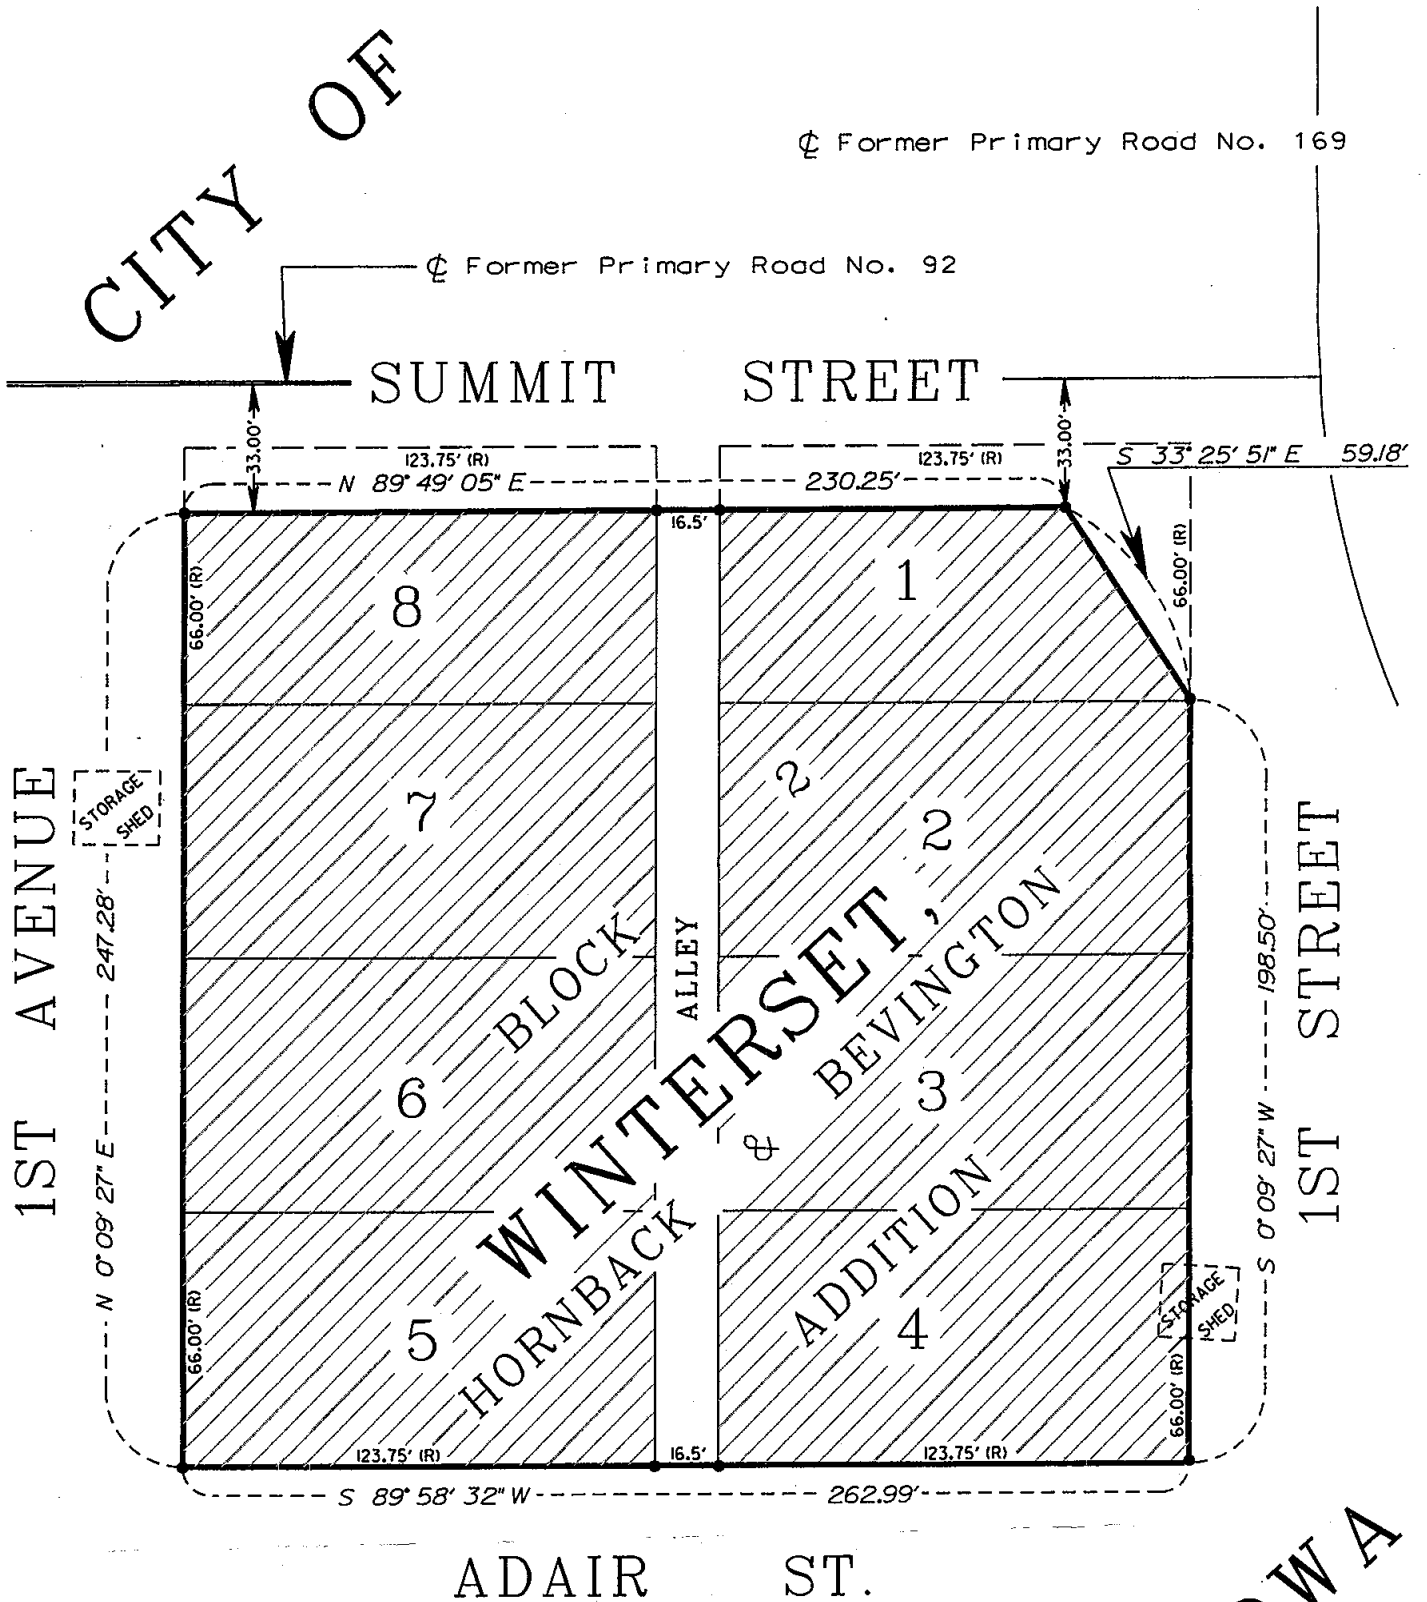 CITY OF
℄ Former Primary Road No. 169
℄ Former Primary Road No. 92
SUMMIT STREET
33.00'
33.00'
123.75' (R)
123.75' (R)
S 33° 25' 51" E 59.18'
N 89° 49' 05" E
230.25'
16.5'
66.00' (R)
66.00' (R)
8
1
7
2
2
STORAGE
SHED
1ST AVENUE
N 0° 09' 27" E 247.28'
BLOCK
ALLEY
WINTERSET,
BEVINGTON
S 0° 09' 27" W 198.50'
1ST STREET
6
3
&
HORNBACK
ADDITION
5
4
STORAGE
SHED
66.00' (R)
66.00' (R)
123.75' (R)
16.5'
123.75' (R)
S 89° 58' 32" W
262.99'
ADAIR ST.
OWA